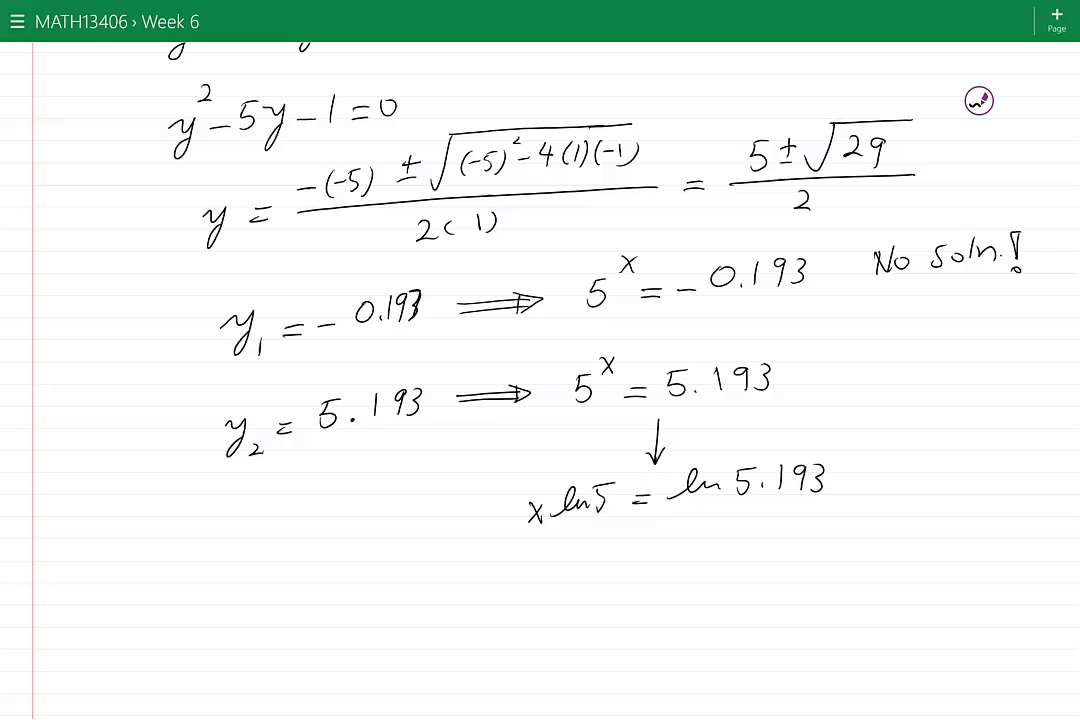 ☰ MATH13406 › Week 6
+ Page
y² - 5y - 1 = 0
y = (-(-5) ± √((-5)² - 4(1)(-1))) / 2(1) = (5 ± √29) / 2
y₁ = -0.193 ⟹ 5ˣ = -0.193 No soln.!
y₂ = 5.193 ⟹ 5ˣ = 5.193
↓
x ln5 = ln 5.193